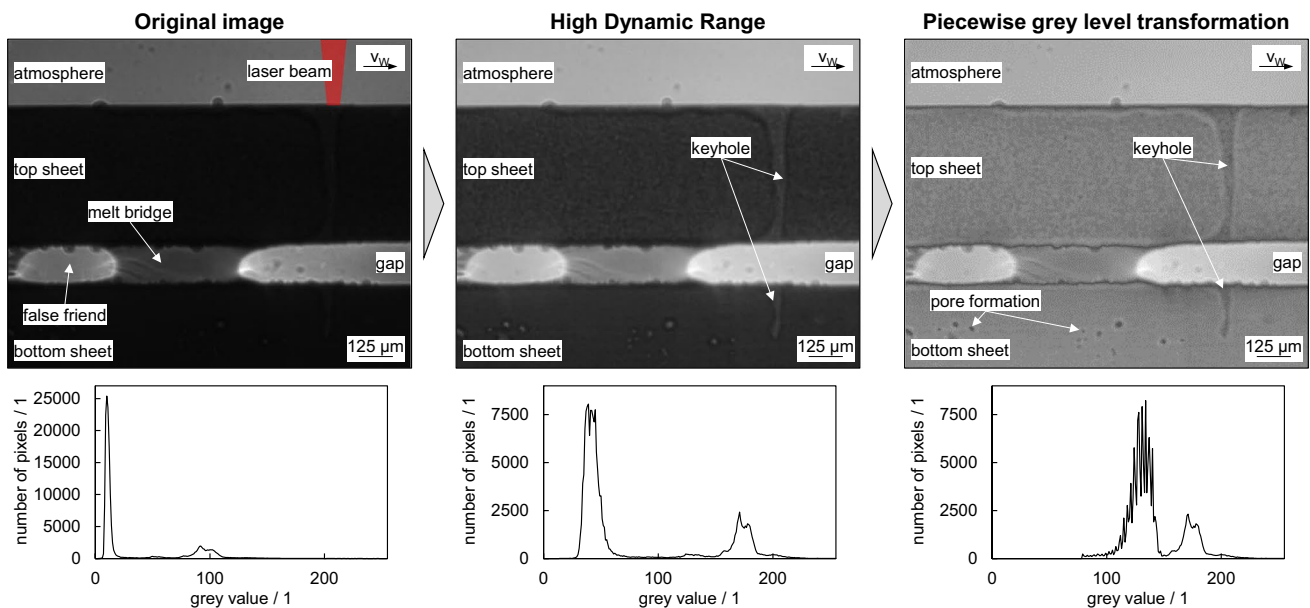 Original image
High Dynamic Range
Piecewise grey level transformation
atmosphere
laser beam
vW
top sheet
melt bridge
gap
false friend
bottom sheet
125 µm
atmosphere
vW
keyhole
top sheet
gap
bottom sheet
125 µm
atmosphere
vW
keyhole
top sheet
gap
pore formation
bottom sheet
125 µm
number of pixels / 1
25000
20000
15000
10000
5000
0
0
100
200
grey value / 1
number of pixels / 1
7500
5000
2500
0
0
100
200
grey value / 1
number of pixels / 1
7500
5000
2500
0
0
100
200
grey value / 1